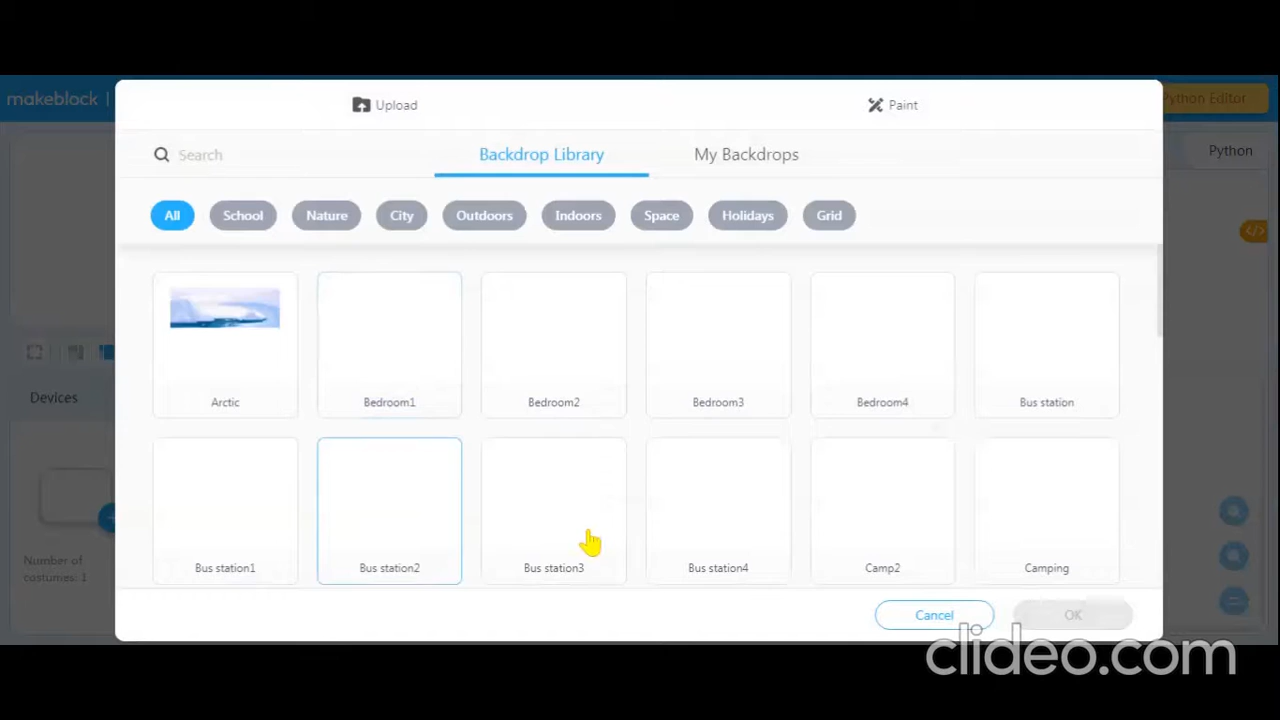 makeblock
Upload
Paint
Python Editor
Search
Backdrop Library
My Backdrops
Python
All
School
Nature
City
Outdoors
Indoors
Space
Holidays
Grid
</>
Arctic
Bedroom1
Bedroom2
Bedroom3
Bedroom4
Bus station
Devices
Bus station1
Bus station2
Bus station3
Bus station4
Camp2
Camping
Number of
costumes: 1
Cancel
OK
clideo.com